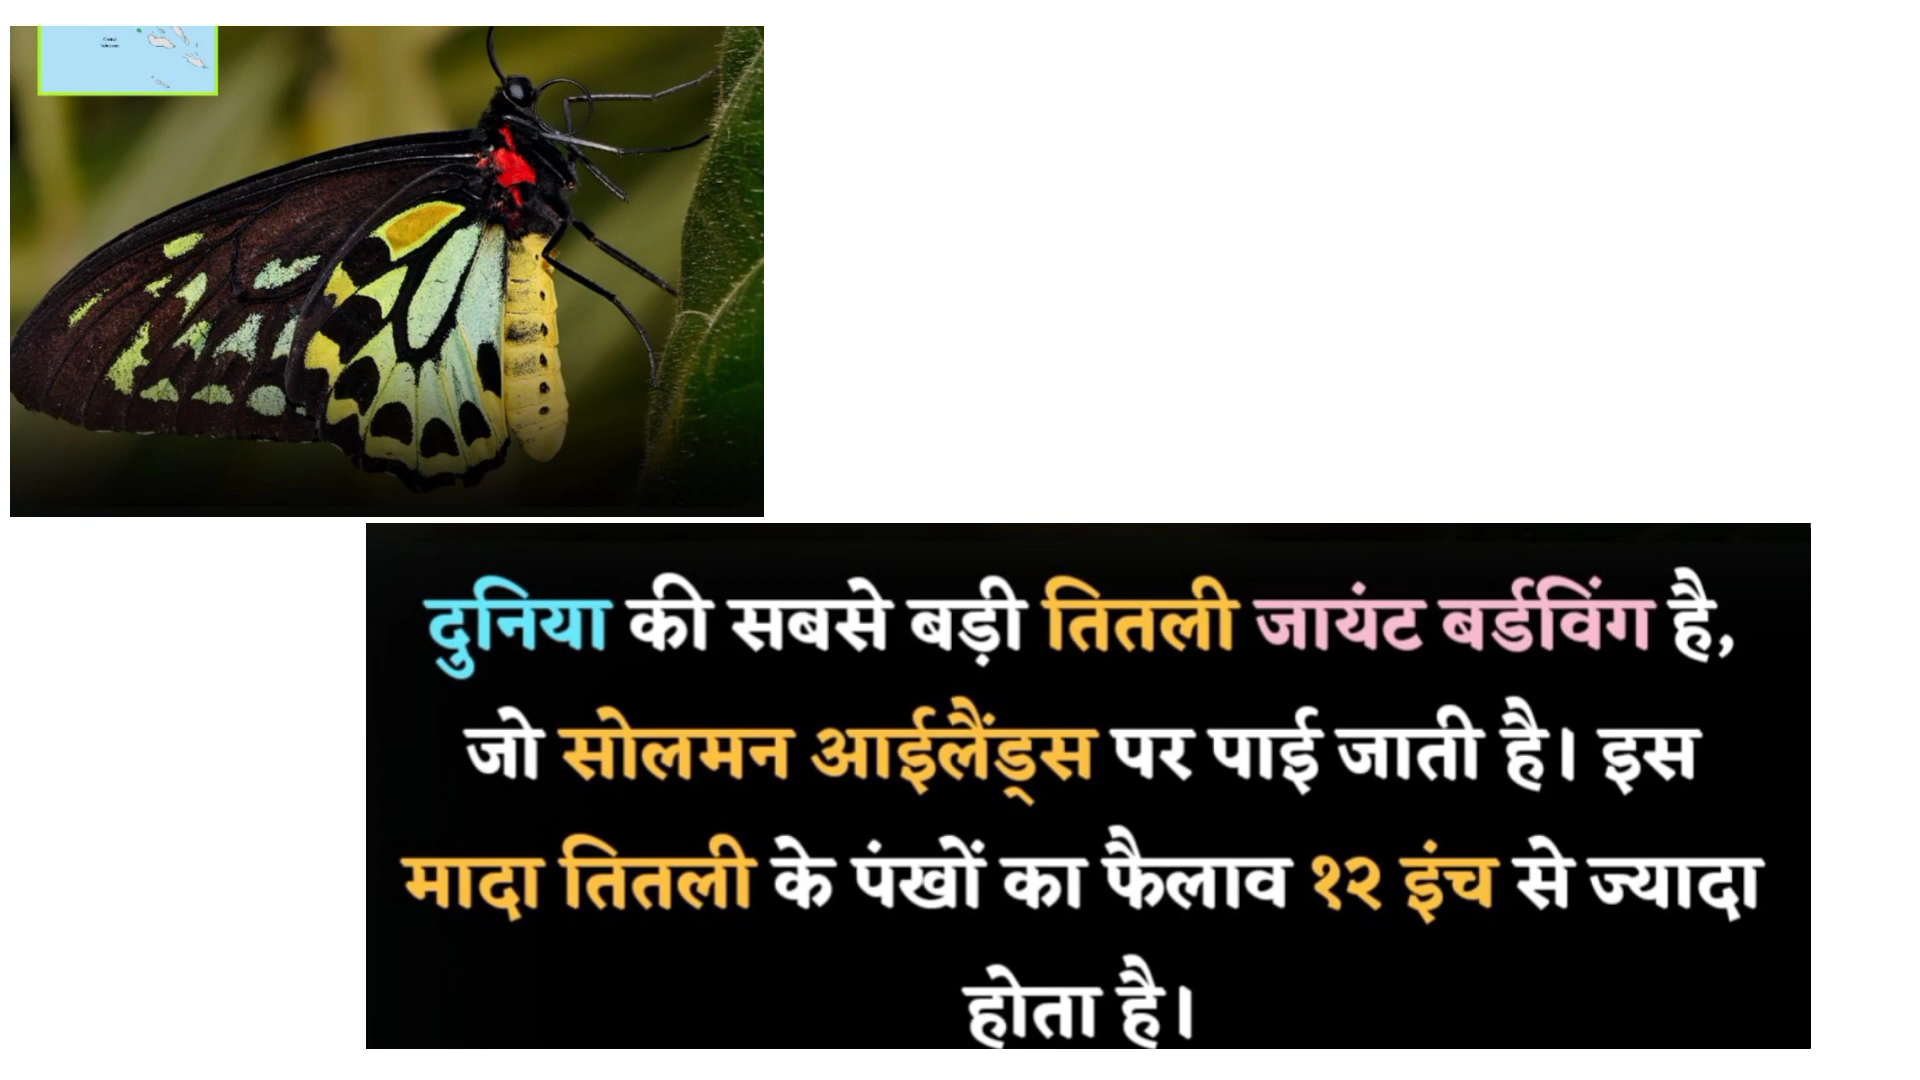 दुनिया की सबसे बड़ी तितली जायंट बर्डविंग है,
जो सोलमन आईलैंड्स पर पाई जाती है। इस
मादा तितली के पंखों का फैलाव १२ इंच से ज्यादा
होता है।